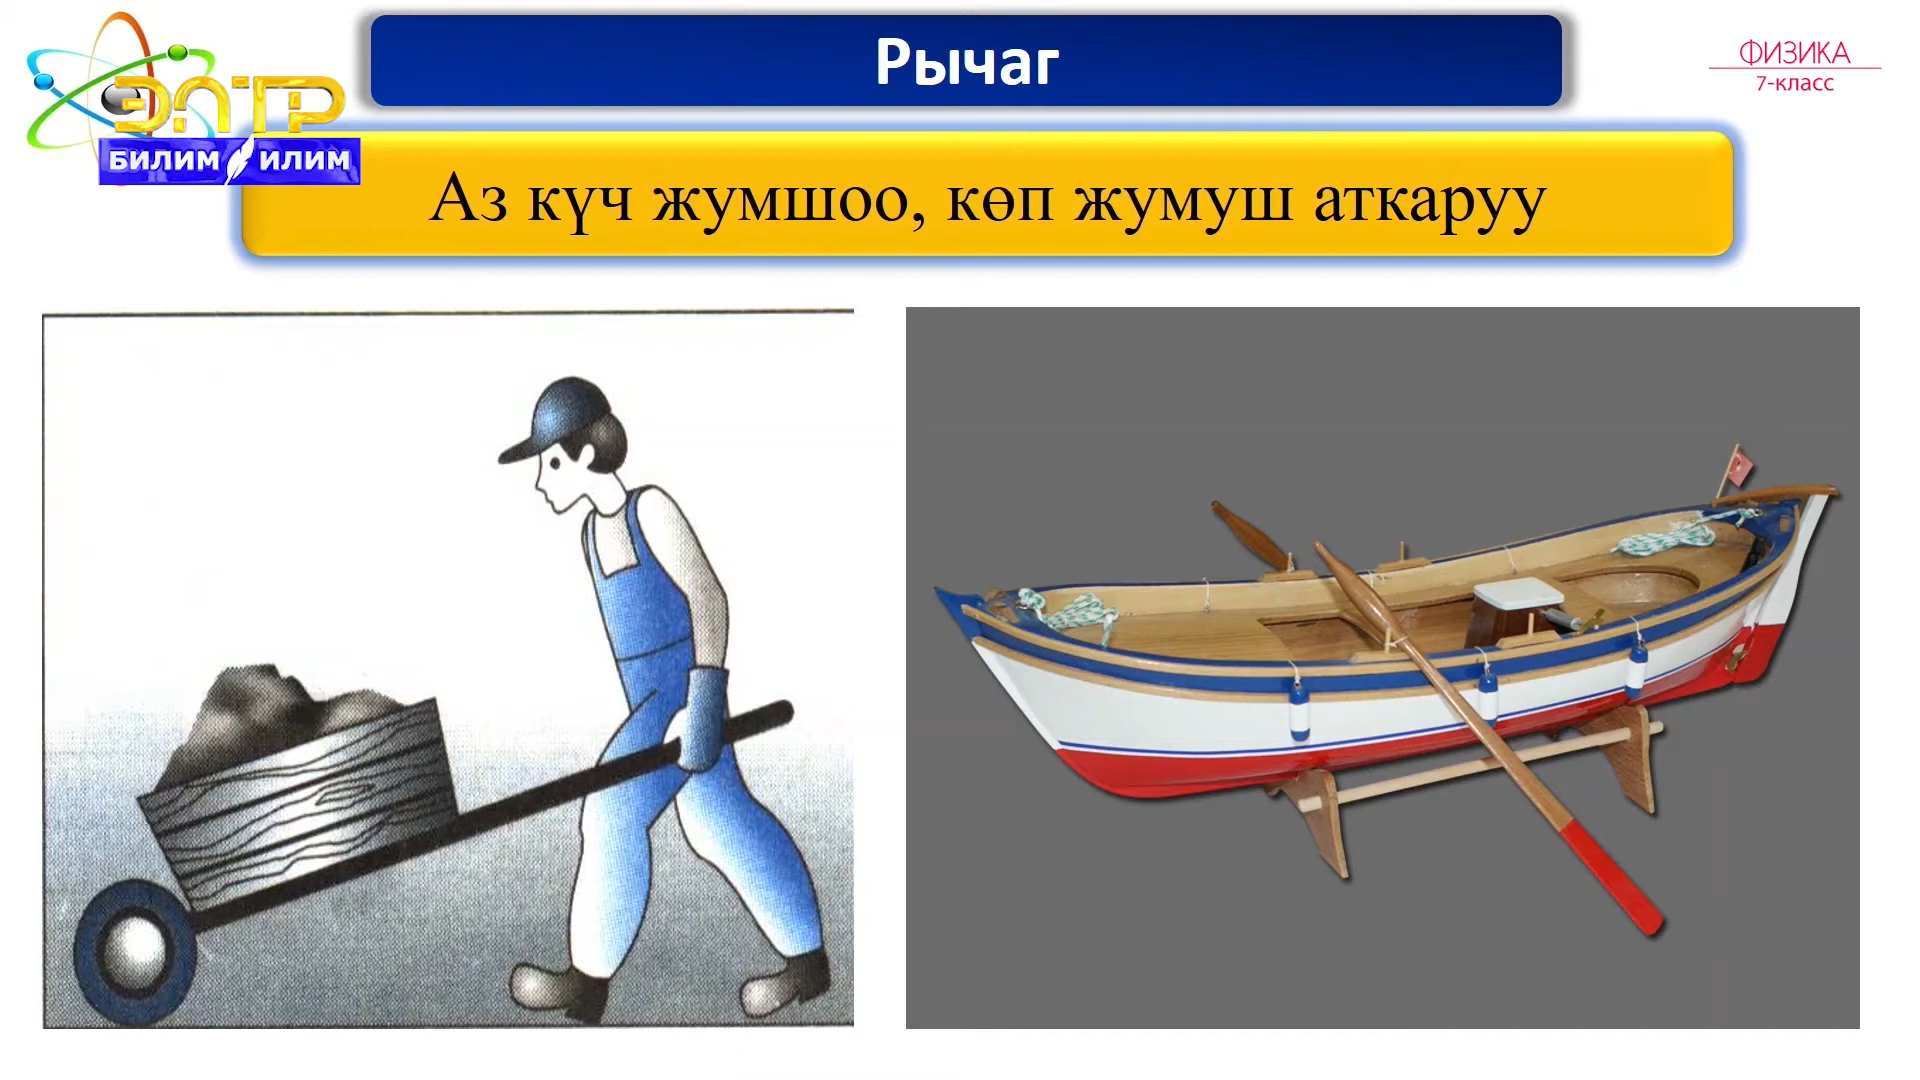 Рычаг
ФИЗИКА
7-класс
ЭЛТР
БИЛИМ ИЛИМ
Аз күч жумшоо, көп жумуш аткаруу